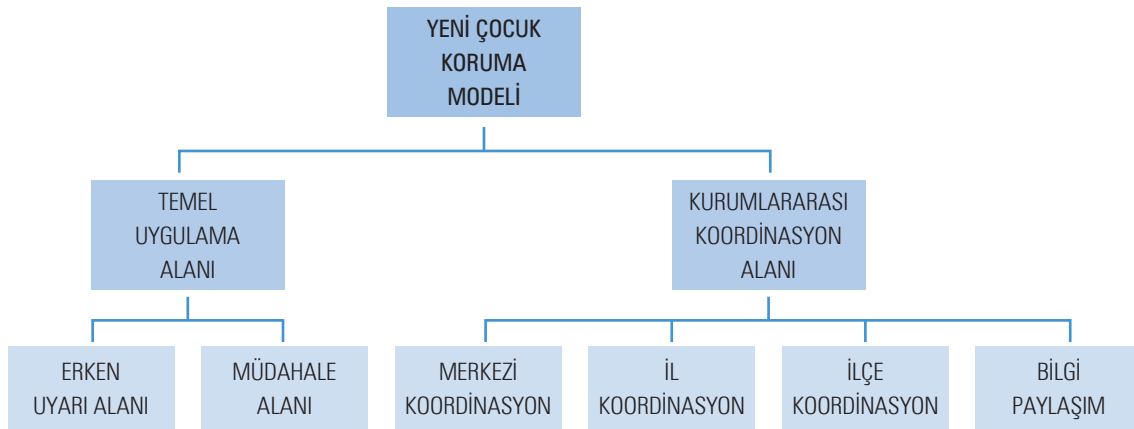 YENİ ÇOCUK
KORUMA
MODELİ
TEMEL
UYGULAMA
ALANI
KURUMLARARASI
KOORDİNASYON
ALANI
ERKEN
UYARI ALANI
MÜDAHALE
ALANI
MERKEZİ
KOORDİNASYON
İL
KOORDİNASYON
İLÇE
KOORDİNASYON
BİLGİ
PAYLAŞIM